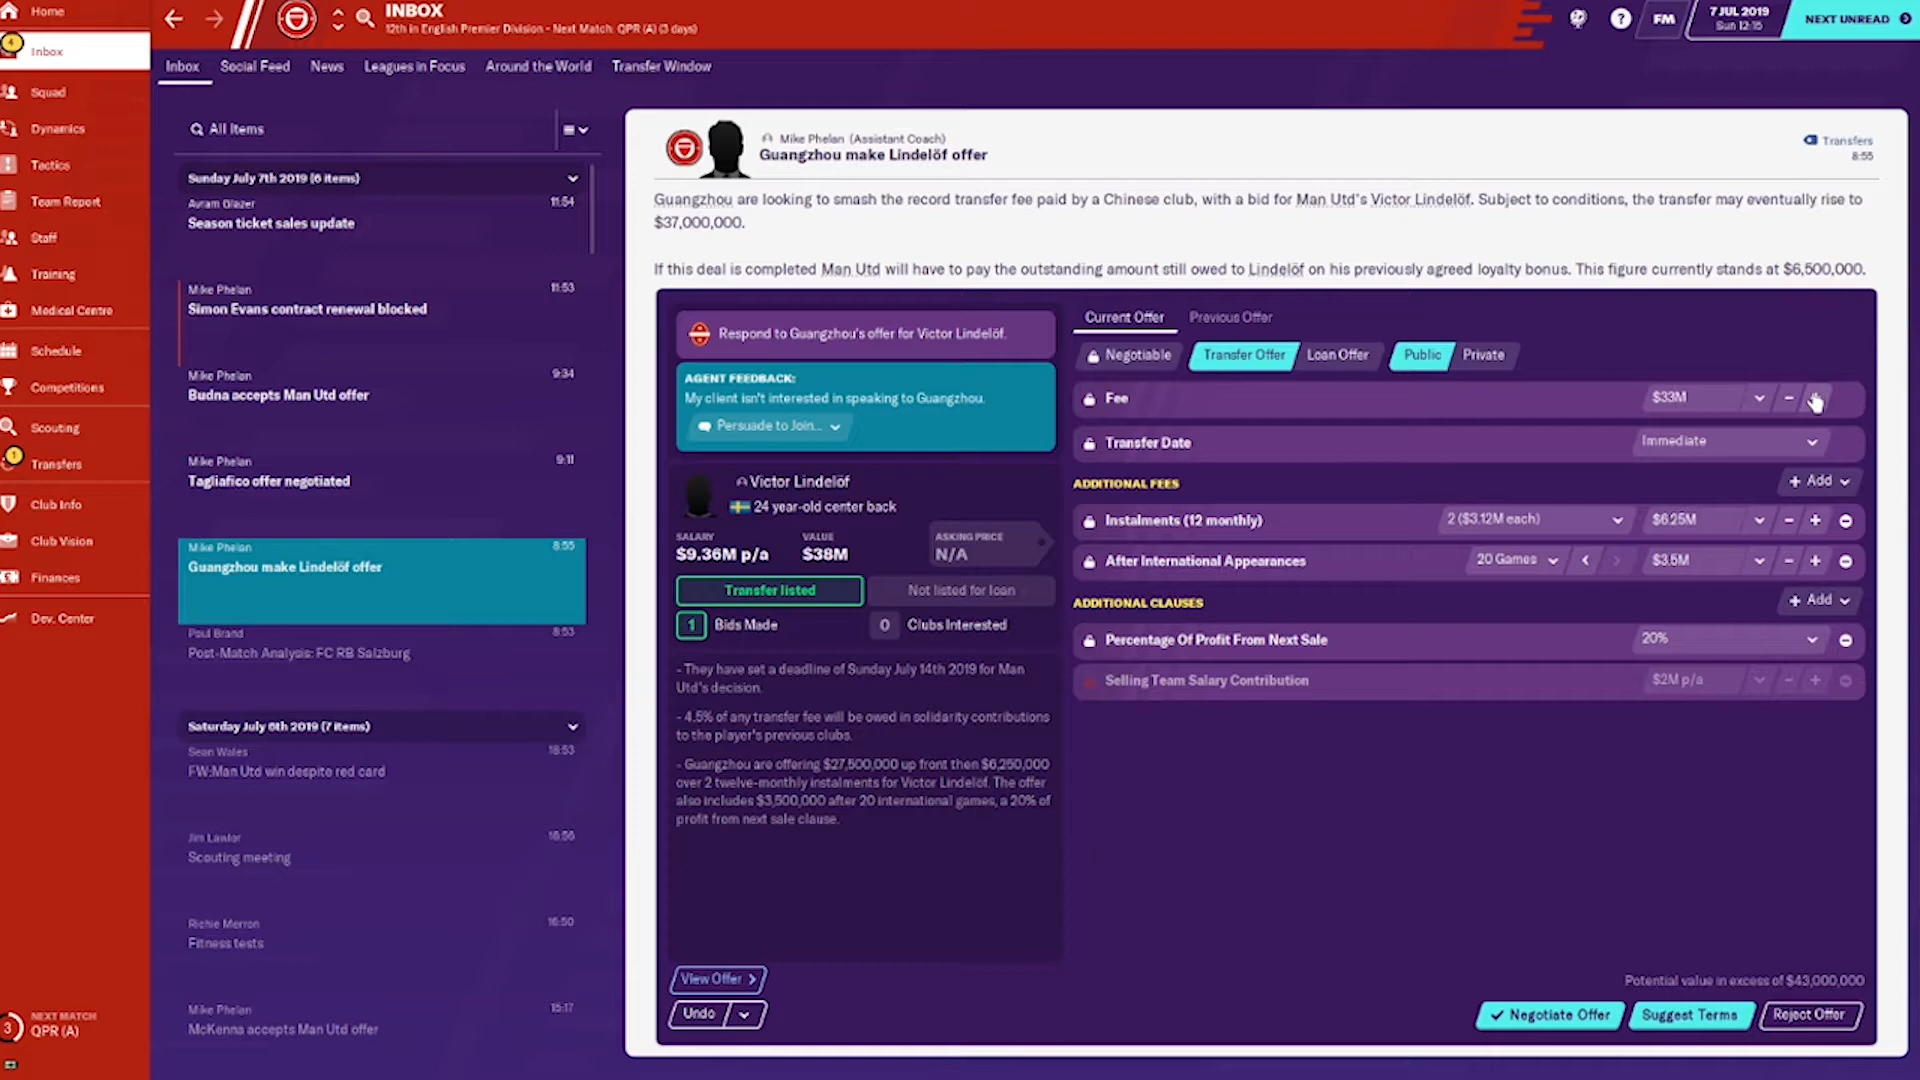 Home
INBOX
12th in English Premier Division - Next Match: QPR (A) (3 days)
?
FM
7 JUL 2019
Sun 12:15
NEXT UNREAD
4
Inbox
Squad
Dynamics
Tactics
Team Report
Staff
Training
Medical Centre
Schedule
Competitions
Scouting
1
Transfers
Club Info
Club Vision
Finances
Dev. Center
3
NEXT MATCH
QPR (A)
Inbox Social Feed News Leagues in Focus Around the World Transfer Window
All Items
Sunday July 7th 2019 (6 items)
Avram Glazer 11:54
Season ticket sales update
Mike Phelan 11:53
Simon Evans contract renewal blocked
Mike Phelan 9:34
Budna accepts Man Utd offer
Mike Phelan 9:11
Tagliafico offer negotiated
Mike Phelan 8:55
Guangzhou make Lindelöf offer
Paul Brand 8:53
Post-Match Analysis: FC RB Salzburg
Saturday July 6th 2019 (7 items)
Sean Wales 18:53
FW:Man Utd win despite red card
Jim Lawlor
Scouting meeting
Richie Merron 16:50
Fitness tests
Mike Phelan 15:17
McKenna accepts Man Utd offer
Mike Phelan (Assistant Coach)
Guangzhou make Lindelöf offer
Transfers
8:55
Guangzhou are looking to smash the record transfer fee paid by a Chinese club, with a bid for Man Utd's Victor Lindelöf. Subject to conditions, the transfer may eventually rise to
$37,000,000.
If this deal is completed Man Utd will have to pay the outstanding amount still owed to Lindelöf on his previously agreed loyalty bonus. This figure currently stands at $6,500,000.
Respond to Guangzhou's offer for Victor Lindelöf.
AGENT FEEDBACK:
My client isn't interested in speaking to Guangzhou.
Persuade to Join...
Victor Lindelöf
24 year-old center back
SALARY VALUE ASKING PRICE
$9.36M p/a $38M N/A
Transfer listed Not listed for loan
1 Bids Made 0 Clubs Interested
- They have set a deadline of Sunday July 14th 2019 for Man
Utd's decision.
- 4.5% of any transfer fee will be owed in solidarity contributions
to the player's previous clubs.
- Guangzhou are offering $27,500,000 up front then $6,250,000
over 2 twelve-monthly instalments for Victor Lindelöf. The offer
also includes $3,500,000 after 20 international games, a 20% of
profit from next sale clause.
View Offer
Undo
Current Offer Previous Offer
Negotiable Transfer Offer Loan Offer Public Private
Fee $33M
Transfer Date Immediate
ADDITIONAL FEES + Add
Instalments (12 monthly) 2 ($3.12M each) $6.25M
After International Appearances 20 Games $3.5M
ADDITIONAL CLAUSES + Add
Percentage Of Profit From Next Sale 20%
Selling Team Salary Contribution $2M p/a
Potential value in excess of $43,000,000
Negotiate Offer Suggest Terms Reject Offer